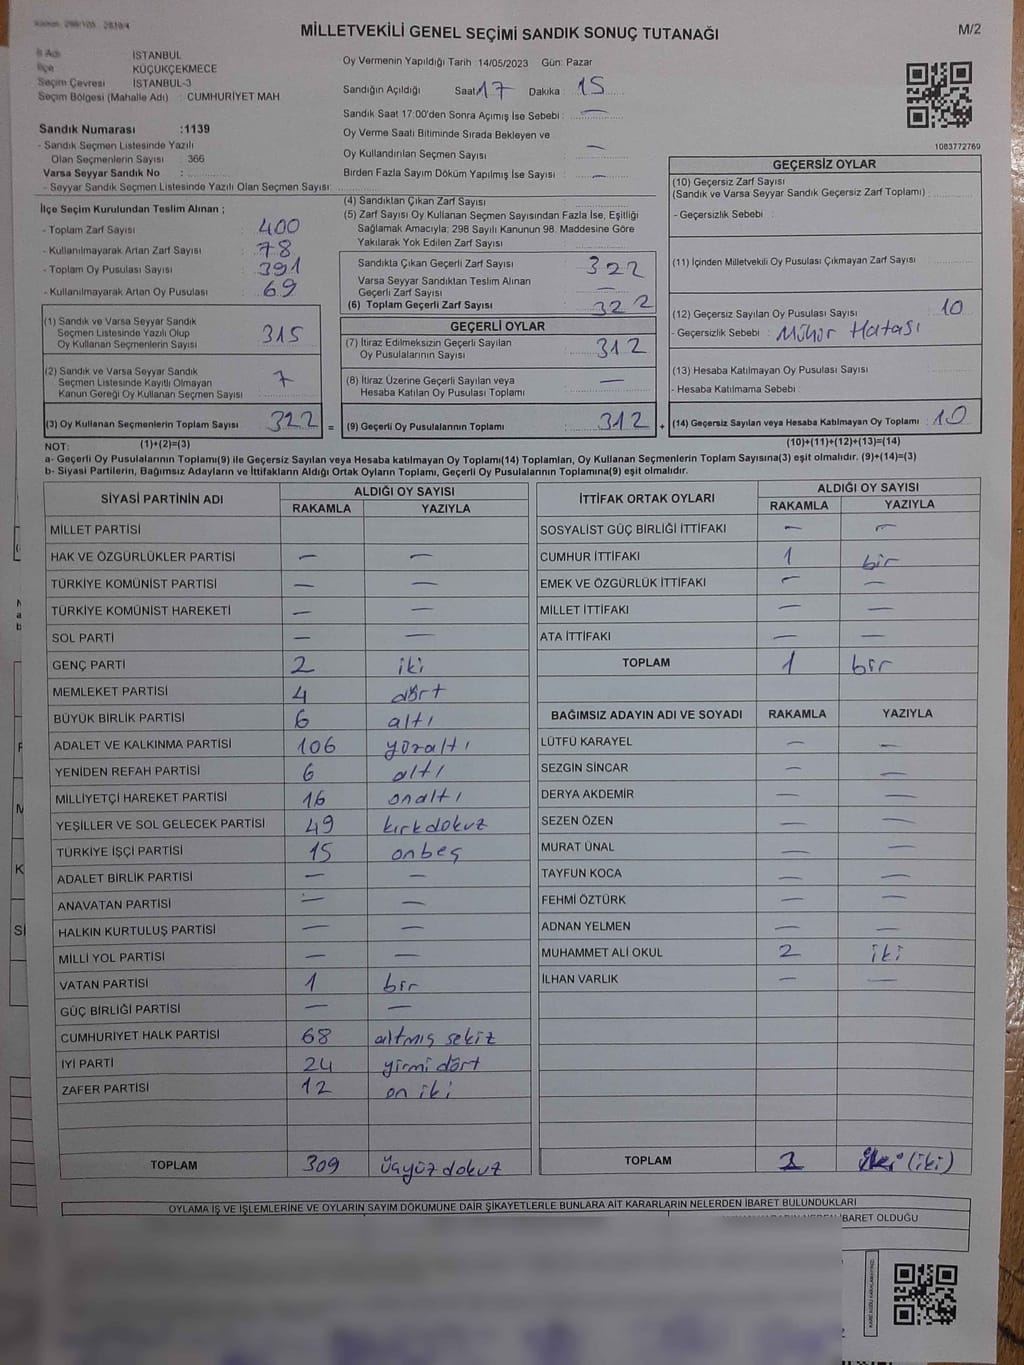 MİLLETVEKİLİ GENEL SEÇİMİ SANDIK SONUÇ TUTANAĞI
M/2
İl Adı : İSTANBUL
İlçe : KÜÇÜKÇEKMECE
Seçim Çevresi : İSTANBUL-3
Seçim Bölgesi (Mahalle Adı) : CUMHURİYET MAH
Sandık Numarası :1139
- Sandık Seçmen Listesinde Yazılı
Olan Seçmenlerin Sayısı : 366
Varsa Seyyar Sandık No :
- Seyyar Sandık Seçmen Listesinde Yazılı Olan Seçmen Sayısı:
Oy Vermenin Yapıldığı Tarih 14/05/2023 Gün: Pazar
Sandığın Açıldığı Saat 17 Dakika : 15
Sandık Saat 17:00'den Sonra Açımış İse Sebebi : —
Oy Verme Saati Bitiminde Sırada Bekleyen ve
Oy Kullandırılan Seçmen Sayısı —
Birden Fazla Sayım Döküm Yapılmış İse Sayısı : —
1083772769
İlçe Seçim Kurulundan Teslim Alınan ;
- Toplam Zarf Sayısı : 400
- Kullanılmayarak Artan Zarf Sayısı : 78
- Toplam Oy Pusulası Sayısı : 391
- Kullanılmayarak Artan Oy Pusulası : 69
(1) Sandık ve Varsa Seyyar Sandık
Seçmen Listesinde Yazılı Olup
Oy Kullanan Seçmenlerin Sayısı : 315
(2) Sandık ve Varsa Seyyar Sandık
Seçmen Listesinde Kayıtlı Olmayan
Kanun Gereği Oy Kullanan Seçmen Sayısı : 7
(3) Oy Kullanan Seçmenlerin Toplam Sayısı : 322 =
(4) Sandıktan Çıkan Zarf Sayısı :
(5) Zarf Sayısı Oy Kullanan Seçmen Sayısından Fazla İse, Eşitliği
Sağlamak Amacıyla; 298 Sayılı Kanunun 98. Maddesine Göre
Yakılarak Yok Edilen Zarf Sayısı :
Sandıkta Çıkan Geçerli Zarf Sayısı : 322
Varsa Seyyar Sandıktan Teslim Alınan
Geçerli Zarf Sayısı : —
(6) Toplam Geçerli Zarf Sayısı : 322
GEÇERLİ OYLAR
(7) İtiraz Edilmeksizin Geçerli Sayılan
Oy Pusulalarının Sayısı : 312
(8) İtiraz Üzerine Geçerli Sayılan veya
Hesaba Katılan Oy Pusulası Toplamı : —
(9) Geçerli Oy Pusulalarının Toplamı : 312 +
GEÇERSİZ OYLAR
(10) Geçersiz Zarf Sayısı
(Sandık ve Varsa Seyyar Sandık Geçersiz Zarf Toplamı) :
- Geçersizlik Sebebi :
(11) İçinden Milletvekili Oy Pusulası Çıkmayan Zarf Sayısı :
(12) Geçersiz Sayılan Oy Pusulası Sayısı : 10
- Geçersizlik Sebebi : Mühür Hatası
(13) Hesaba Katılmayan Oy Pusulası Sayısı :
- Hesaba Katılmama Sebebi :
(14) Geçersiz Sayılan veya Hesaba Katılmayan Oy Toplamı : 10
NOT: (1)+(2)=(3) (10)+(11)+(12)+(13)=(14)
a- Geçerli Oy Pusulalarının Toplamı(9) ile Geçersiz Sayılan veya Hesaba katılmayan Oy Toplamı(14) Toplamları, Oy Kullanan Seçmenlerin Toplam Sayısına(3) eşit olmalıdır. (9)+(14)=(3)
b- Siyasi Partilerin, Bağımsız Adayların ve İttifakların Aldığı Ortak Oyların Toplamı, Geçerli Oy Pusulalarının Toplamına(9) eşit olmalıdır.
SİYASİ PARTİNİN ADI ALDIĞI OY SAYISI
RAKAMLA YAZIYLA
MİLLET PARTİSİ
HAK VE ÖZGÜRLÜKLER PARTİSİ — —
TÜRKİYE KOMÜNİST PARTİSİ — —
TÜRKİYE KOMÜNİST HAREKETİ — —
SOL PARTİ — —
GENÇ PARTİ 2 iki
MEMLEKET PARTİSİ 4 dört
BÜYÜK BİRLİK PARTİSİ 6 altı
ADALET VE KALKINMA PARTİSİ 106 yüzaltı
YENİDEN REFAH PARTİSİ 6 altı
MİLLİYETÇİ HAREKET PARTİSİ 16 onaltı
YEŞİLLER VE SOL GELECEK PARTİSİ 49 kırkdokuz
TÜRKİYE İŞÇİ PARTİSİ 15 onbeş
ADALET BİRLİK PARTİSİ — —
ANAVATAN PARTİSİ — —
HALKIN KURTULUŞ PARTİSİ — —
MİLLİ YOL PARTİSİ — —
VATAN PARTİSİ 1 bir
GÜÇ BİRLİĞİ PARTİSİ — —
CUMHURİYET HALK PARTİSİ 68 altmış sekiz
İYİ PARTİ 24 yirmi dört
ZAFER PARTİSİ 12 on iki
TOPLAM 309 üçyüz dokuz
İTTİFAK ORTAK OYLARI ALDIĞI OY SAYISI
RAKAMLA YAZIYLA
SOSYALİST GÜÇ BİRLİĞİ İTTİFAKI — —
CUMHUR İTTİFAKI 1 bir
EMEK VE ÖZGÜRLÜK İTTİFAKI — —
MİLLET İTTİFAKI — —
ATA İTTİFAKI — —
TOPLAM 1 bir
BAĞIMSIZ ADAYIN ADI VE SOYADI RAKAMLA YAZIYLA
LÜTFÜ KARAYEL — —
SEZGİN SİNCAR — —
DERYA AKDEMİR — —
SEZEN ÖZEN — —
MURAT ÜNAL — —
TAYFUN KOCA — —
FEHMİ ÖZTÜRK — —
ADNAN YELMEN — —
MUHAMMET ALİ OKUL 2 iki
İLHAN VARLIK — —
TOPLAM 2 iki (iki)
OYLAMA İŞ VE İŞLEMLERİNE VE OYLARIN SAYIM DÖKÜMÜNE DAİR ŞİKAYETLERLE BUNLARA AİT KARARLARIN NELERDEN İBARET BULUNDUKLARI
İBARET OLDUĞU